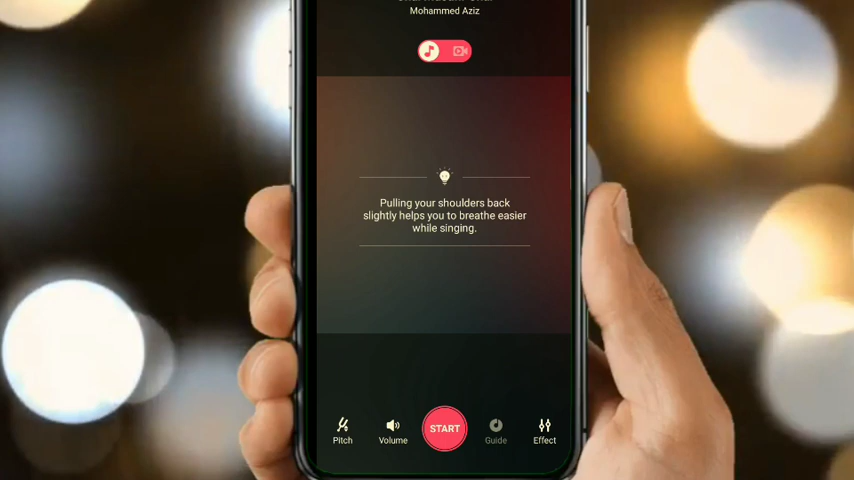 Mohammed Aziz
Pulling your shoulders back
slightly helps you to breathe easier
while singing.
Pitch
Volume
START
Guide
Effect